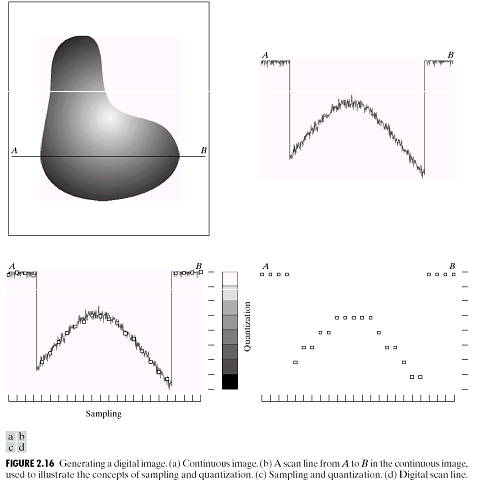 A B
A B
A B
Quantization
Sampling
A B
a b
c d
FIGURE 2.16 Generating a digital image. (a) Continuous image. (b) A scan line from A to B in the continuous image,
used to illustrate the concepts of sampling and quantization. (c) Sampling and quantization. (d) Digital scan line.